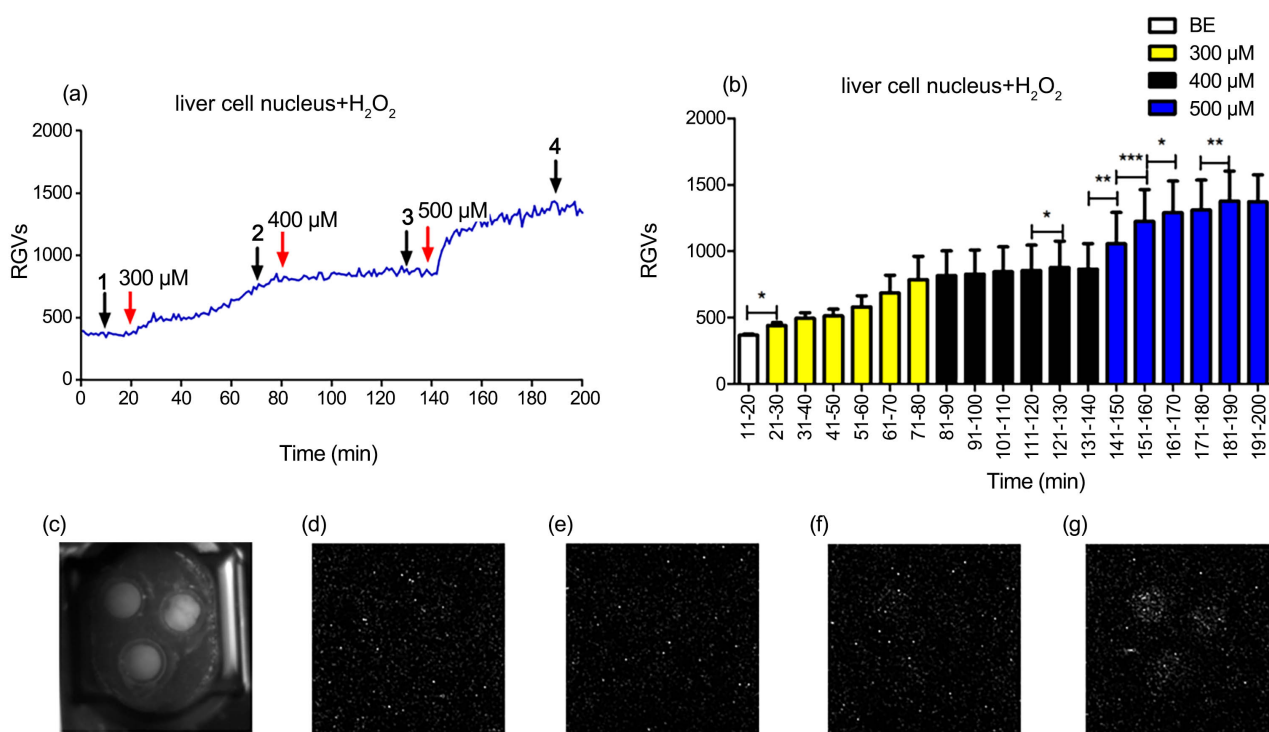 (a)
liver cell nucleus+H₂O₂
RGVs
2000
1500
1000
500
0
1
300 µM
2
400 µM
3
500 µM
4
0 20 40 60 80 100 120 140 160 180 200
Time (min)
BE
300 µM
400 µM
500 µM
(b)
liver cell nucleus+H₂O₂
RGVs
2000
1500
1000
500
0
*
*
**
***
*
**
11-20
21-30
31-40
41-50
51-60
61-70
71-80
81-90
91-100
101-110
111-120
121-130
131-140
141-150
151-160
161-170
171-180
181-190
191-200
Time (min)
(c)
(d)
(e)
(f)
(g)